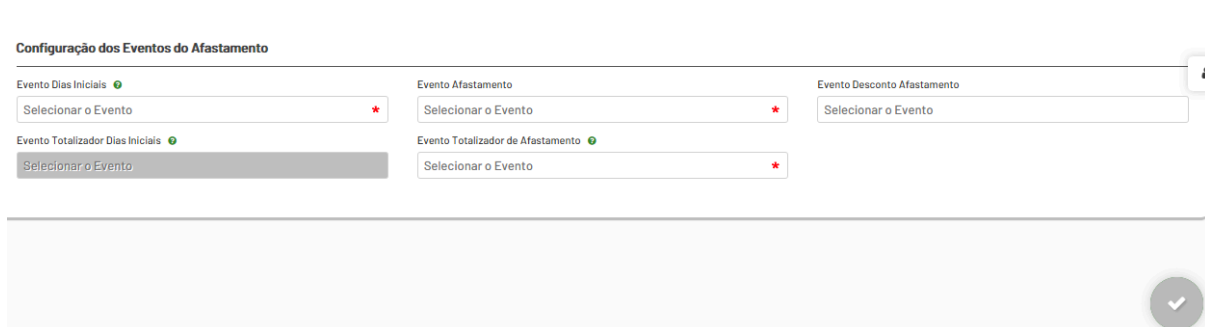 Configuração dos Eventos do Afastamento
Evento Dias Iniciais ?
Evento Afastamento
Evento Desconto Afastamento
Selecionar o Evento *
Selecionar o Evento *
Selecionar o Evento
Evento Totalizador Dias Iniciais ?
Evento Totalizador de Afastamento ?
Selecionar o Evento
Selecionar o Evento *